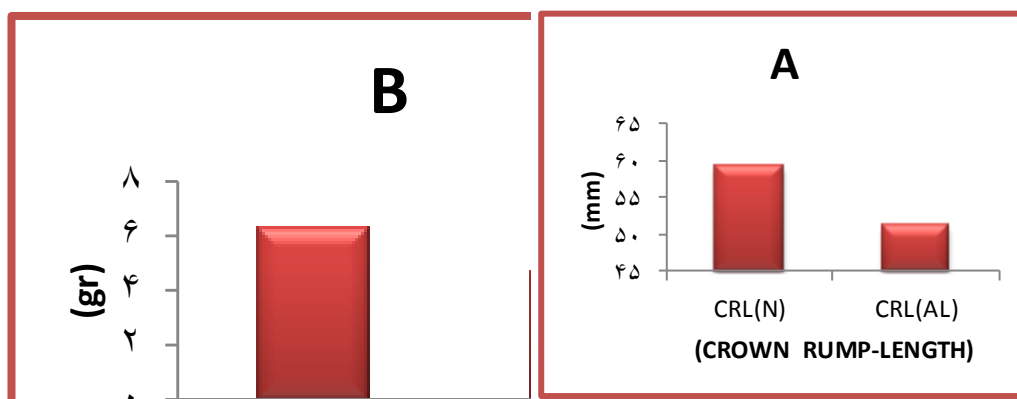 B
۸
۶
۴
۲
(gr)
A
۶۵
۶۰
۵۵
۵۰
۴۵
(mm)
CRL(N)
CRL(AL)
(CROWN RUMP-LENGTH)